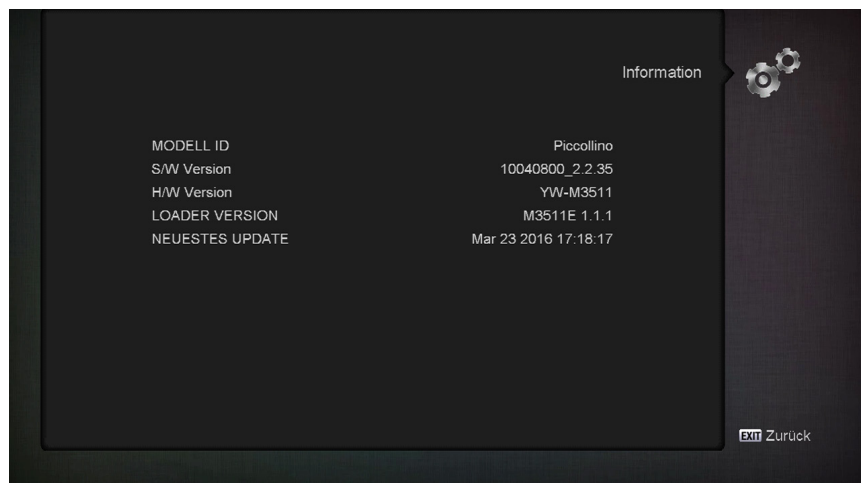 Information
MODELL ID Piccollino
S/W Version 10040800_2.2.35
H/W Version YW-M3511
LOADER VERSION M3511E 1.1.1
NEUESTES UPDATE Mar 23 2016 17:18:17
EXIT Zurück